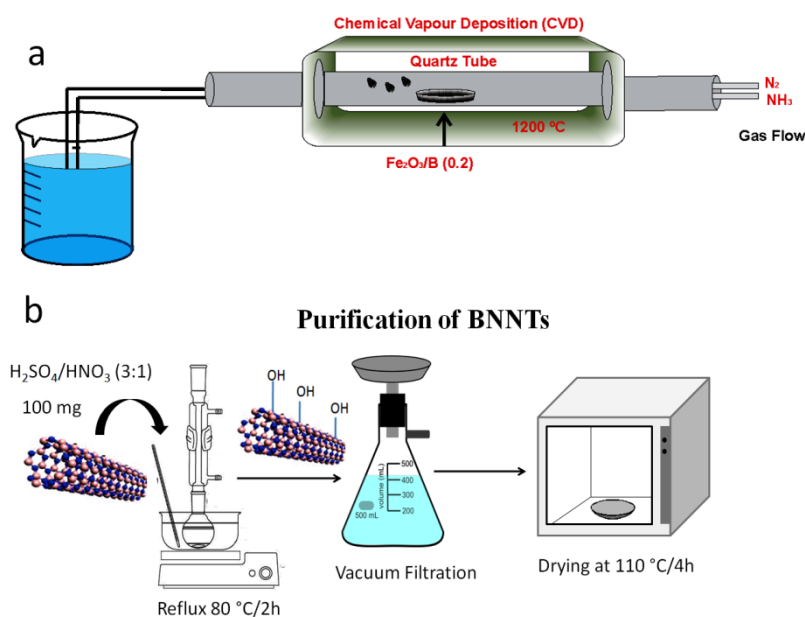 a
Chemical Vapour Deposition (CVD)
Quartz Tube
N₂
NH₃
1200 ºC
Gas Flow
Fe₂O₃/B (0.2)
b
Purification of BNNTs
H₂SO₄/HNO₃ (3:1)
100 mg
OH
OH
OH
volume (mL)
500
400
300
200
500 mL
Reflux 80 °C/2h
Vacuum Filtration
Drying at 110 °C/4h